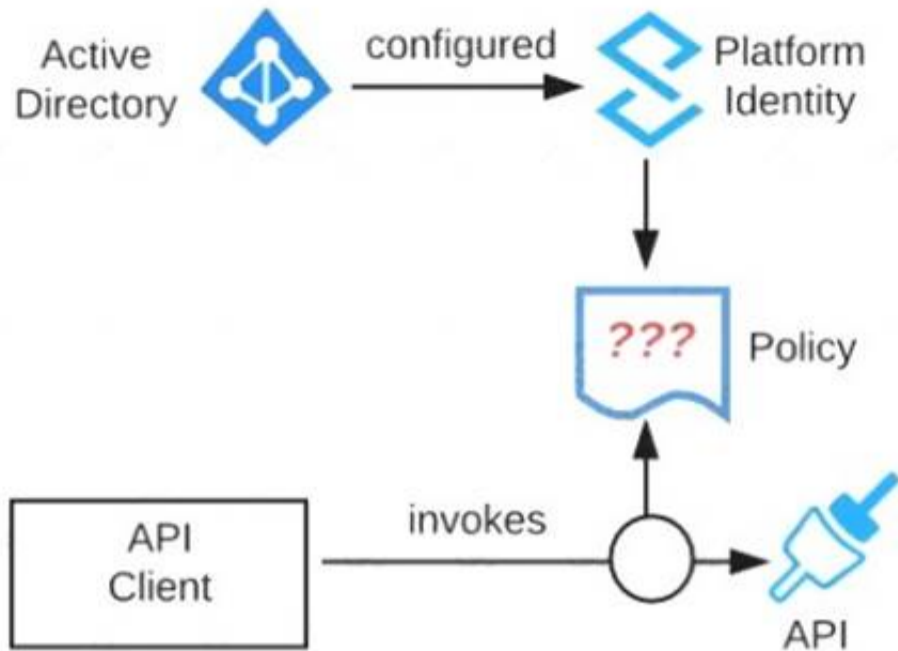 Active
Directory
configured
Platform
Identity
???
Policy
API
Client
invokes
API